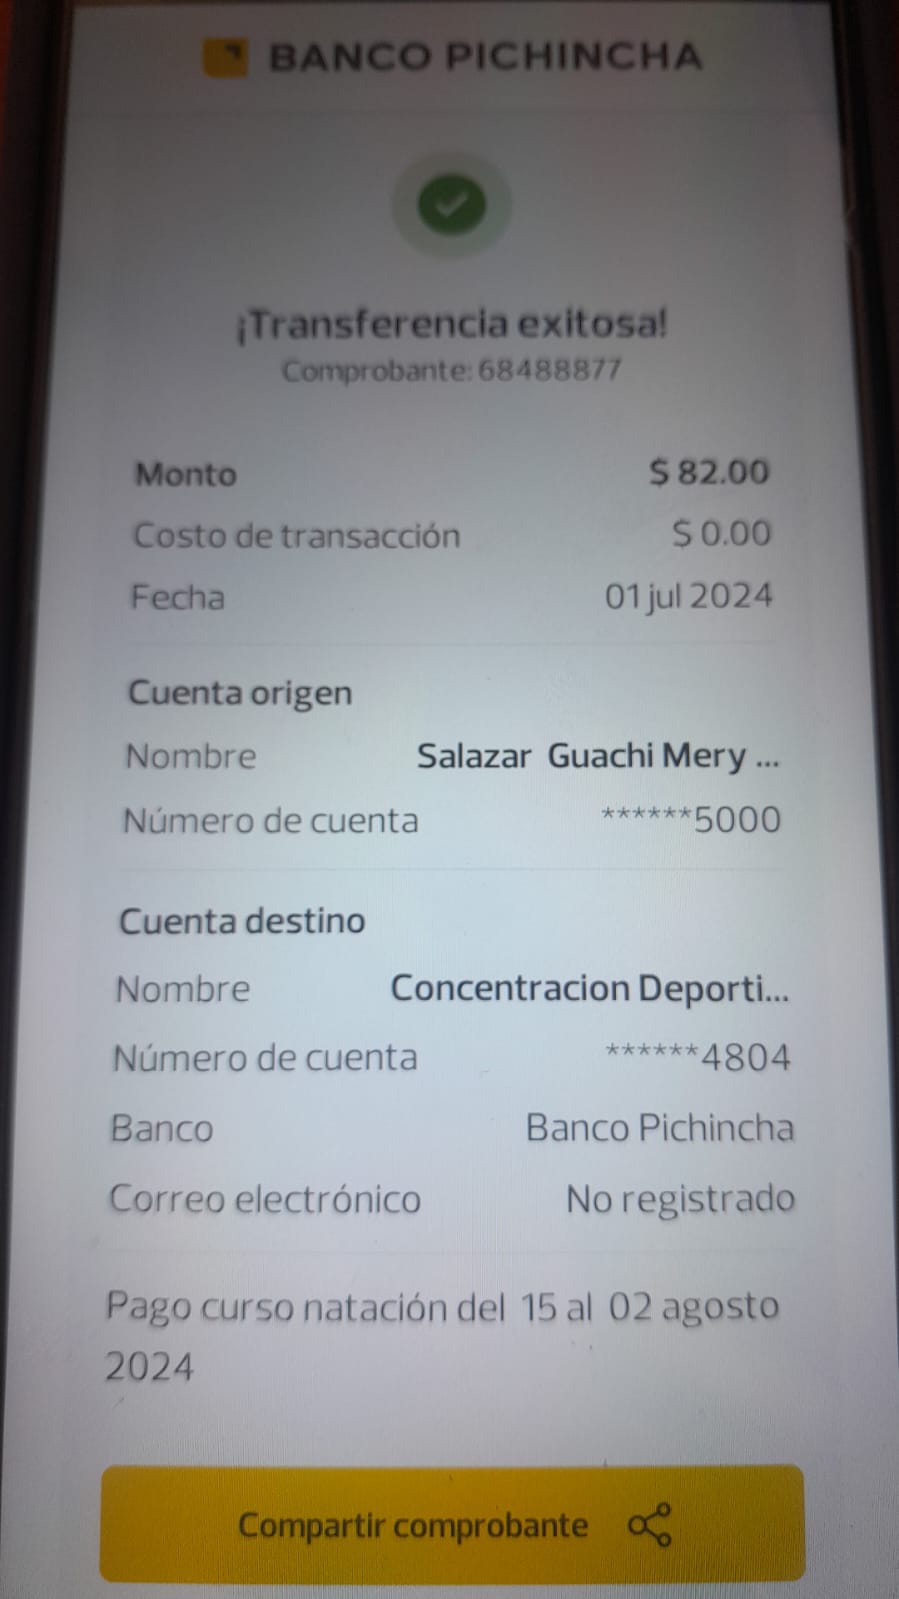 BANCO PICHINCHA
¡Transferencia exitosa!
Comprobante: 68488877
Monto $ 82.00
Costo de transacción $ 0.00
Fecha 01 jul 2024
Cuenta origen
Nombre Salazar Guachi Mery ...
Número de cuenta ******5000
Cuenta destino
Nombre Concentracion Deporti...
Número de cuenta ******4804
Banco Banco Pichincha
Correo electrónico No registrado
Pago curso natación del 15 al 02 agosto
2024
Compartir comprobante